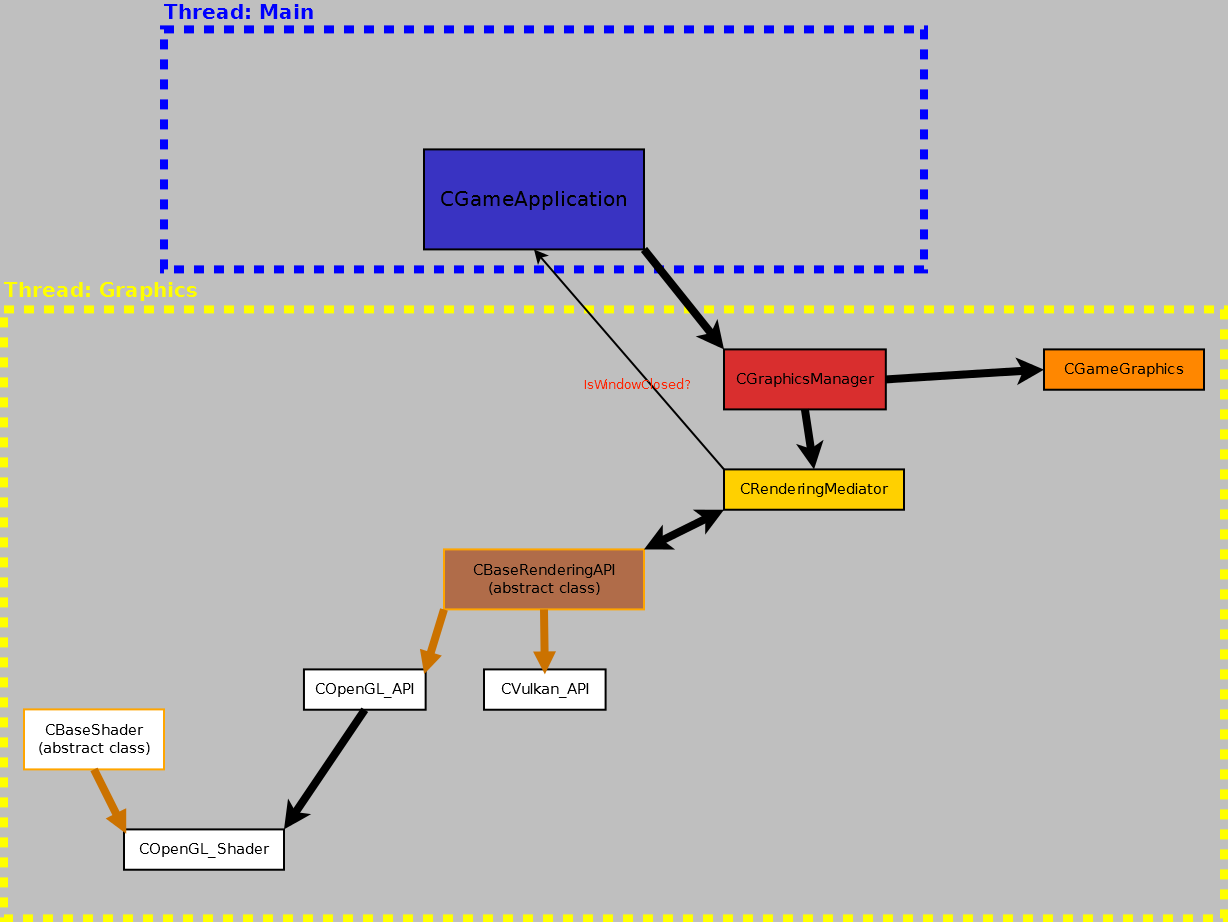 Thread: Main
CGameApplication
Thread: Graphics
CGraphicsManager
CGameGraphics
IsWindowClosed?
CRenderingMediator
CBaseRenderingAPI
(abstract class)
COpenGL_API
CVulkan_API
CBaseShader
(abstract class)
COpenGL_Shader